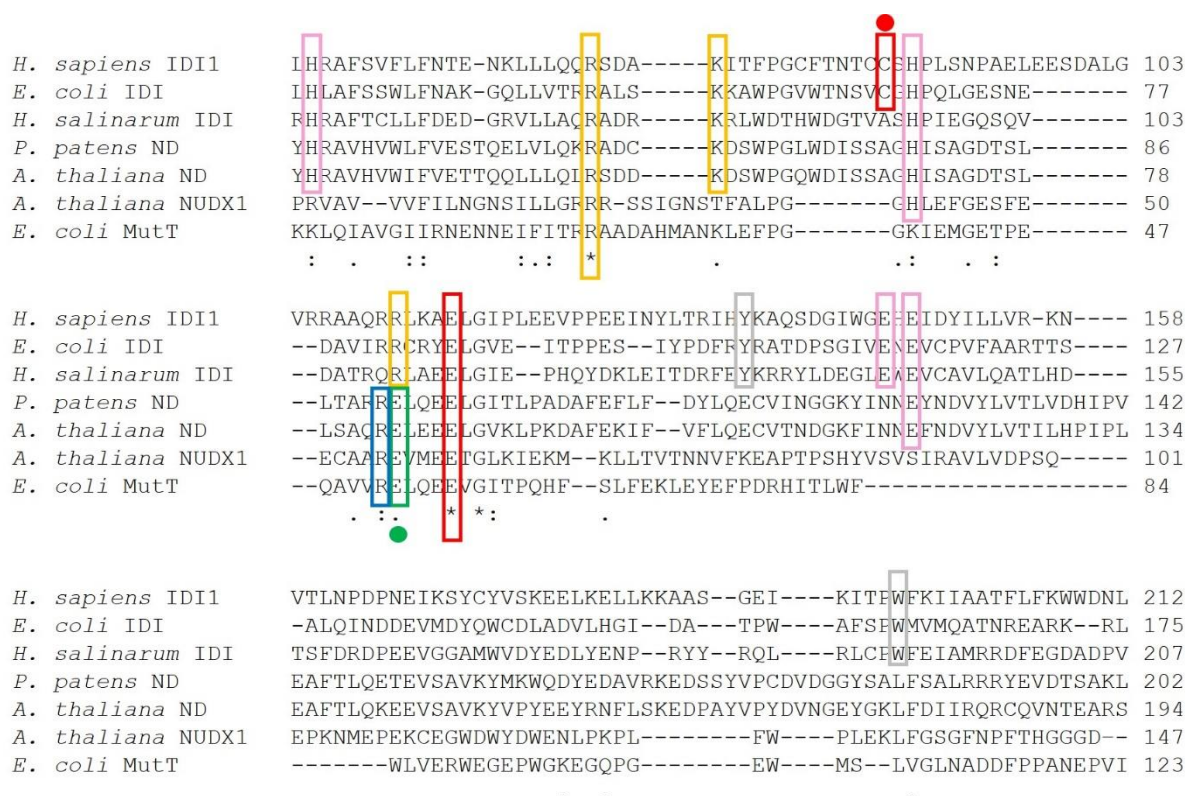 H. sapiens IDI1 LHRAFSVFLFNTE-NKLLLQQRSDA-----KITFPGCFTNTCCSHPLSNPAELEESDALG 103
E. coli IDI LHLAFSSWLFNAK-GQLLVTRRALS-----KKAWPGVWTNSVCGHPQLGESNE------- 77
H. salinarum IDI RHRAFTCLLFDED-GRVLLAQRADR-----KRLWDTHWDGTVASHPIEGQSQV------- 103
P. patens ND YHRAVHVWLFVESTQELVLQKRADC-----KDSWPGLWDISSAGHISAGDTSL------- 86
A. thaliana ND YHRAVHVWIFVETTQQLLLQLRSDD-----KDSWPGQWDISSAGHISAGDTSL------- 78
A. thaliana NUDX1 PRVAV--VVFILNGNSILLGRRR-SSIGNSTFALPG-------GHLEFGESFE------- 50
E. coli MutT KKLQIAVGIIRNENNEIFITRRAADAHMANKLEFPG-------GKIEMGETPE------- 47
: . :: :.: * . .: . :
H. sapiens IDI1 VRRAAQRRLKAELGIPLEEVPPEEINYLTRIHYKAQSDGIWGEHEIDYILLVR-KN---- 158
E. coli IDI --DAVIRRCRYELGVE--ITPPES--IYPDFRYRATDPSGIVENEVCPVFAARTTS---- 127
H. salinarum IDI --DATRQRLAEELGIE--PHQYDKLEITDRFEYKRRYLDEGLEWEVCAVLQATLHD---- 155
P. patens ND --LTARRELQEELGITLPADAFEFLF--DYLQECVINGGKYINNEYNDVYLVTLVDHIPV 142
A. thaliana ND --LSAQRELEEELGVKLPKDAFEKIF--VFLQECVTNDGKFINNEFNDVYLVTILHPIPL 134
A. thaliana NUDX1 --ECAAREVMEETGLKIEKM--KLLTVTNNVFKEAPTPSHYVSVSIRAVLVDPSQ----- 101
E. coli MutT --QAVVRELQEEVGITPQHF--SLFEKLEYEFPDRHITLWF------------------- 84
. :. * *: .
H. sapiens IDI1 VTLNPDPNEIKSYCYVSKEELKELLKKAAS--GEI----KITPWFKIIAATFLFKWWDNL 212
E. coli IDI -ALQINDDEVMDYQWCDLADVLHGI--DA---TPW----AFSPWMVMQATNREARK--RL 175
H. salinarum IDI TSFDRDPEEVGGAMWVDYEDLYENP--RYY--RQL----RLCPWFEIAMRRDFEGDADPV 207
P. patens ND EAFTLQETEVSAVKYMKWQDYEDAVRKEDSSYVPCDVDGGYSALFSALRRRYEVDTSAKL 202
A. thaliana ND EAFTLQKEEVSAVKYVPYEEYRNFLSKEDPAYVPYDVNGEYGKLFDIIRQRCQVNTEARS 194
A. thaliana NUDX1 EPKNMEPEKCEGWDWYDWENLPKPL--------FW----PLEKLFGSGFNPFTHGGGD-- 147
E. coli MutT -------WLVERWEGEPWGKEGQPG--------EW----MS--LVGLNADDFPPANEPVI 123